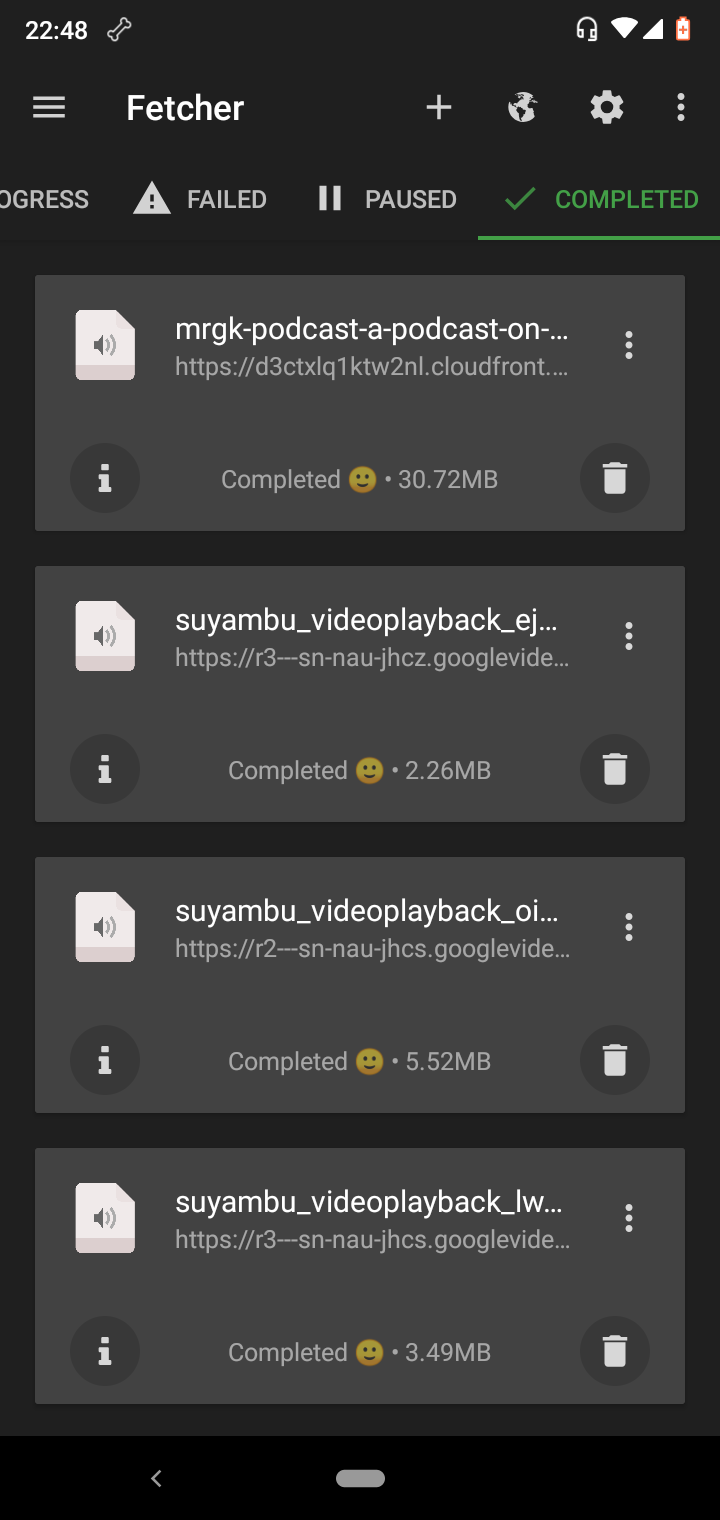 22:48
Fetcher
OGRESS FAILED PAUSED COMPLETED
mrgk-podcast-a-podcast-on-...
https://d3ctxlq1ktw2nl.cloudfront....
Completed 🙂 • 30.72MB
suyambu_videoplayback_ej...
https://r3---sn-nau-jhcz.googlevide...
Completed 🙂 • 2.26MB
suyambu_videoplayback_oi...
https://r2---sn-nau-jhcs.googlevide...
Completed 🙂 • 5.52MB
suyambu_videoplayback_lw...
https://r3---sn-nau-jhcs.googlevide...
Completed 🙂 • 3.49MB